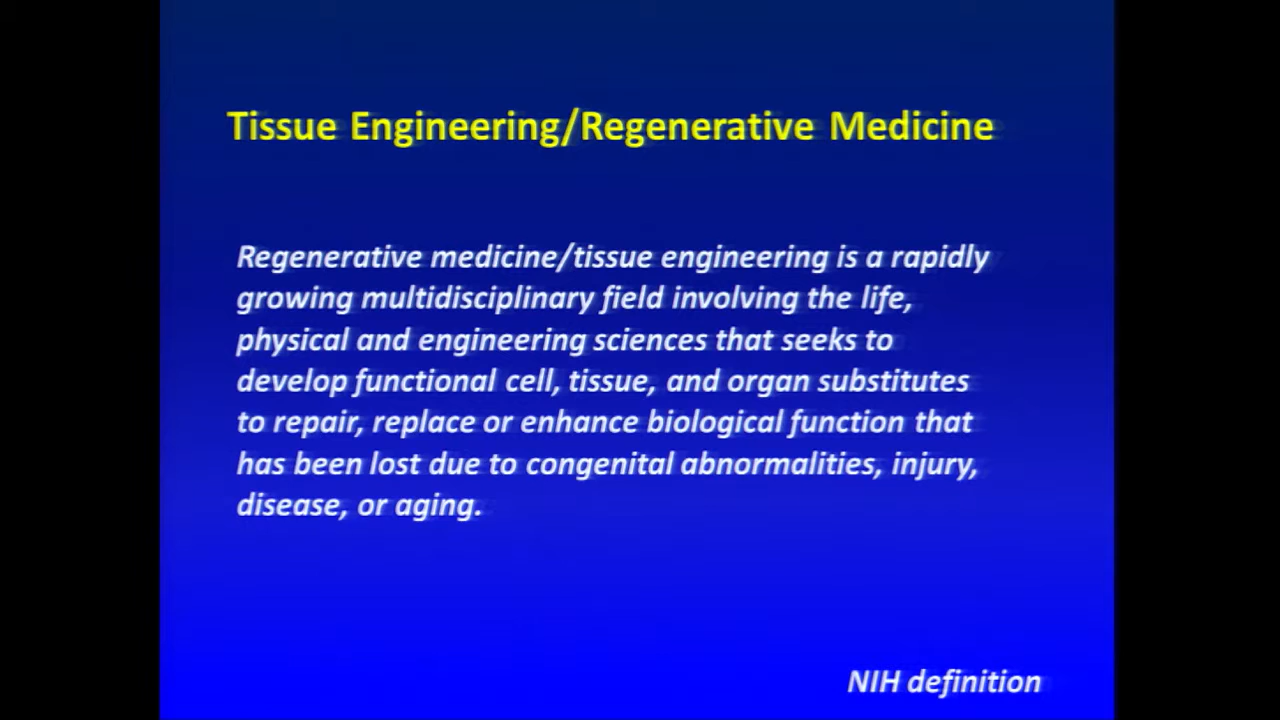 Tissue Engineering/Regenerative Medicine
Regenerative medicine/tissue engineering is a rapidly
growing multidisciplinary field involving the life,
physical and engineering sciences that seeks to
develop functional cell, tissue, and organ substitutes
to repair, replace or enhance biological function that
has been lost due to congenital abnormalities, injury,
disease, or aging.
NIH definition